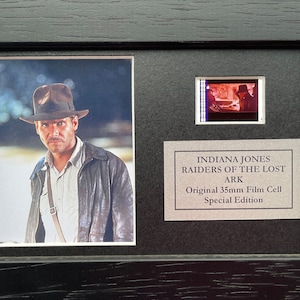 INDIANA JONES
RAIDERS OF THE LOST
ARK
Original 35mm Film Cell
Special Edition